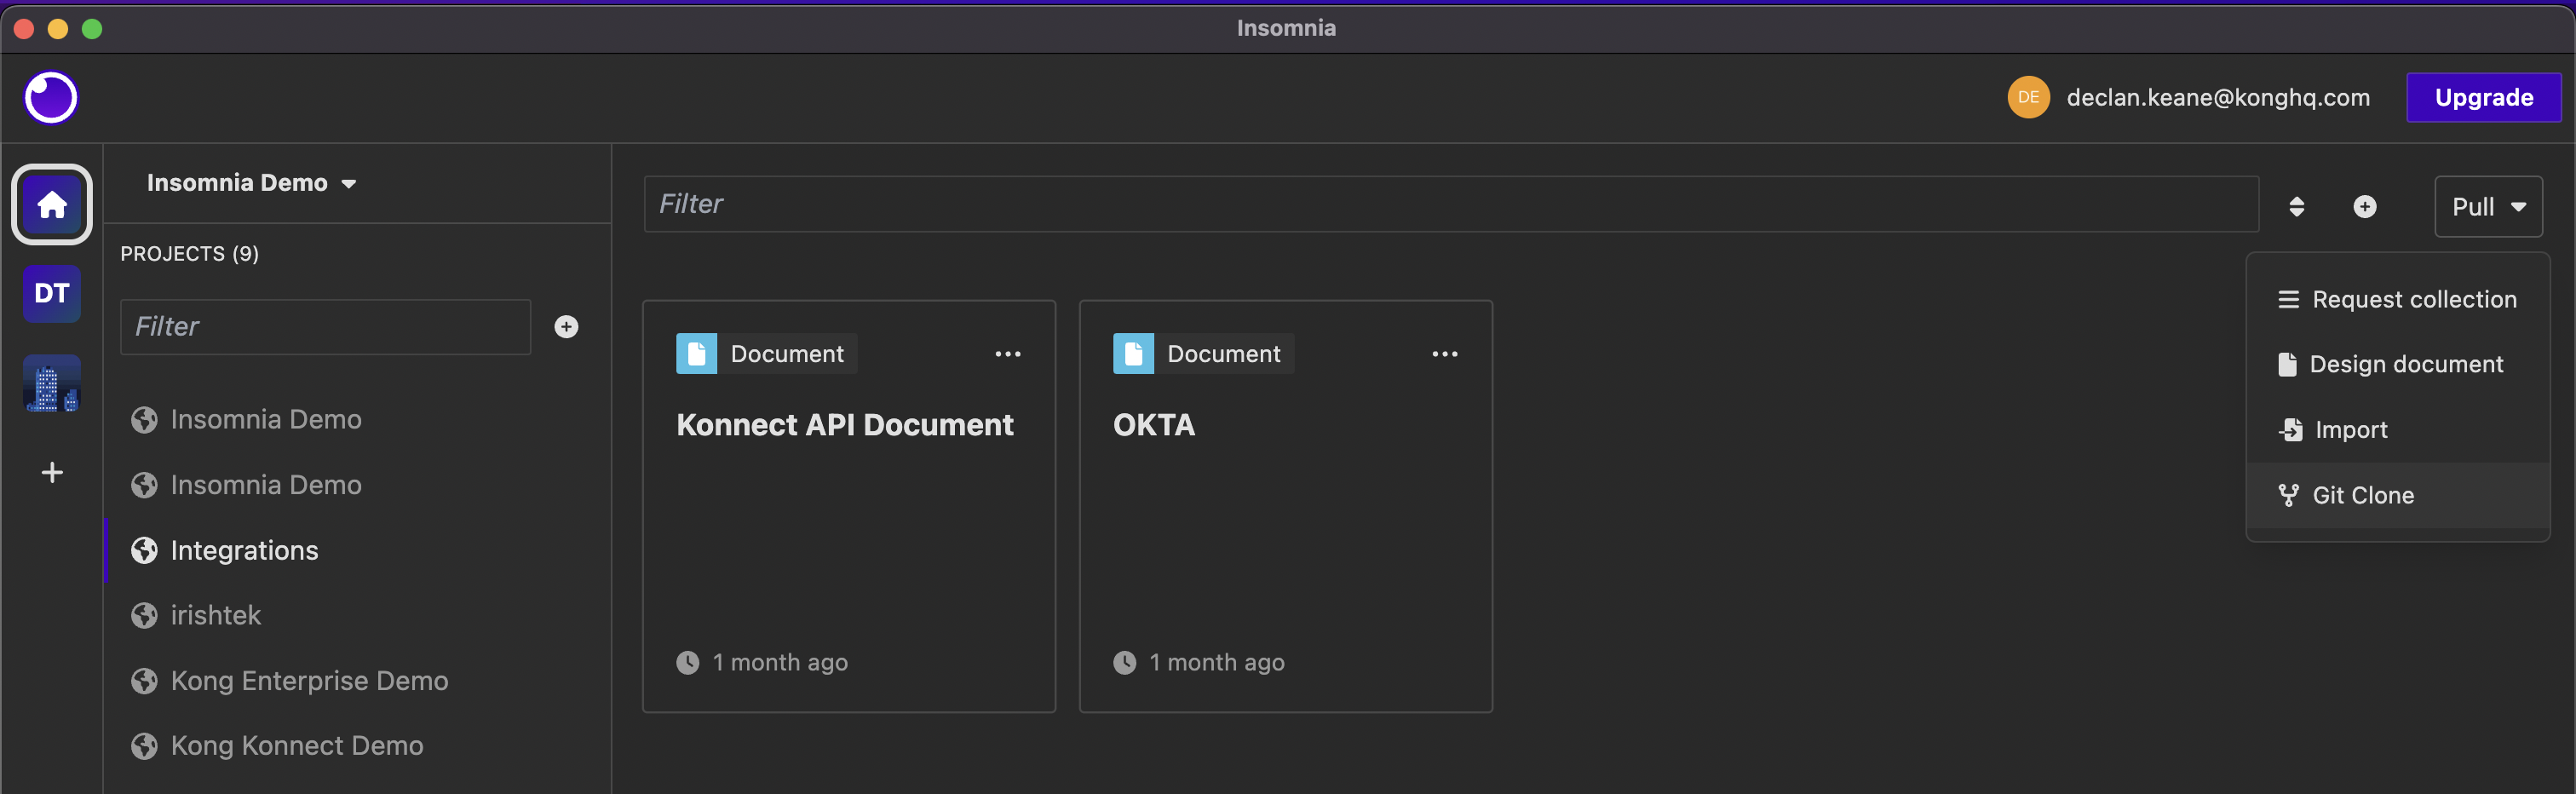 Insomnia
DE
declan.keane@konghq.com
Upgrade
DT
Insomnia Demo
PROJECTS (9)
Filter
Insomnia Demo
Insomnia Demo
Integrations
irishtek
Kong Enterprise Demo
Kong Konnect Demo
Filter
Pull
Document
Konnect API Document
1 month ago
Document
OKTA
1 month ago
Request collection
Design document
Import
Git Clone